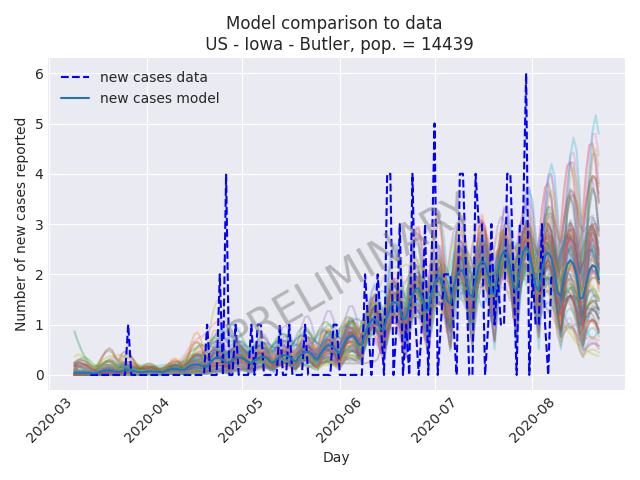 Model comparison to data
US - Iowa - Butler, pop. = 14439
new cases data
new cases model
PRELIMINARY
Number of new cases reported
6
5
4
3
2
1
0
2020-03
2020-04
2020-05
2020-06
2020-07
2020-08
Day